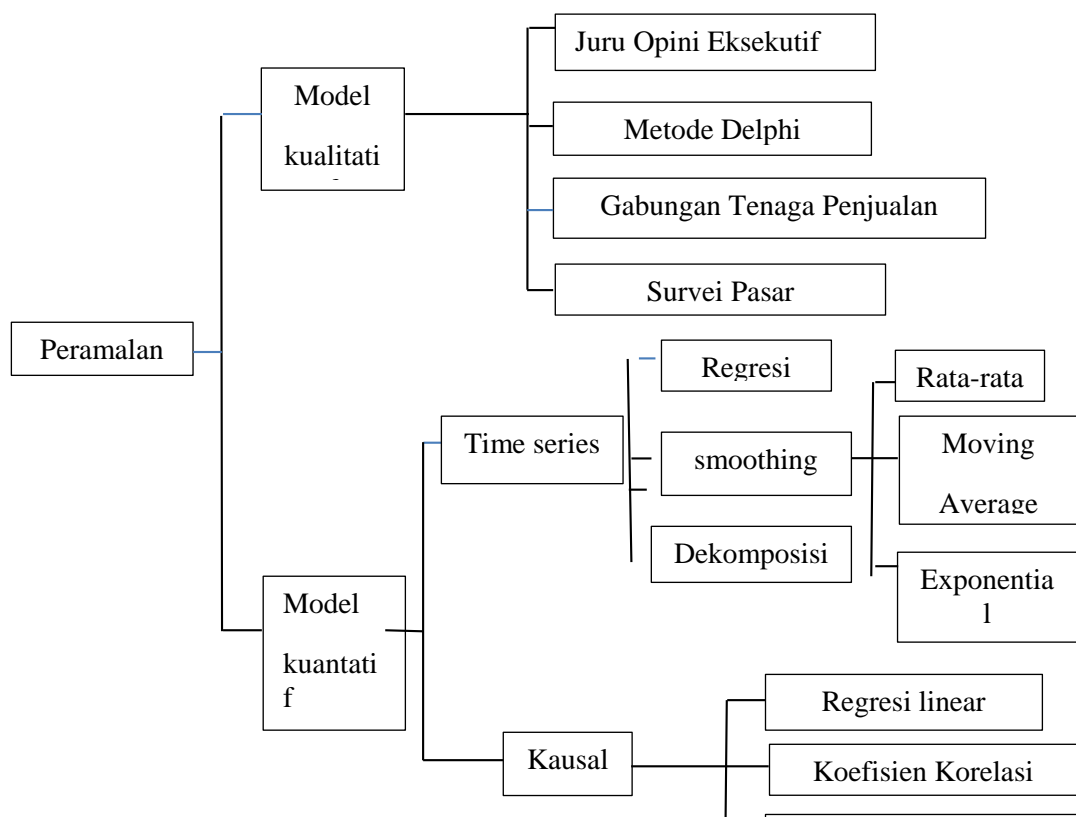 Juru Opini Eksekutif
Model
kualitati
Metode Delphi
Gabungan Tenaga Penjualan
Survei Pasar
Peramalan
Regresi
Rata-rata
Time series
smoothing
Moving
Average
Dekomposisi
Exponentia
l
Model
kuantati
f
Regresi linear
Kausal
Koefisien Korelasi